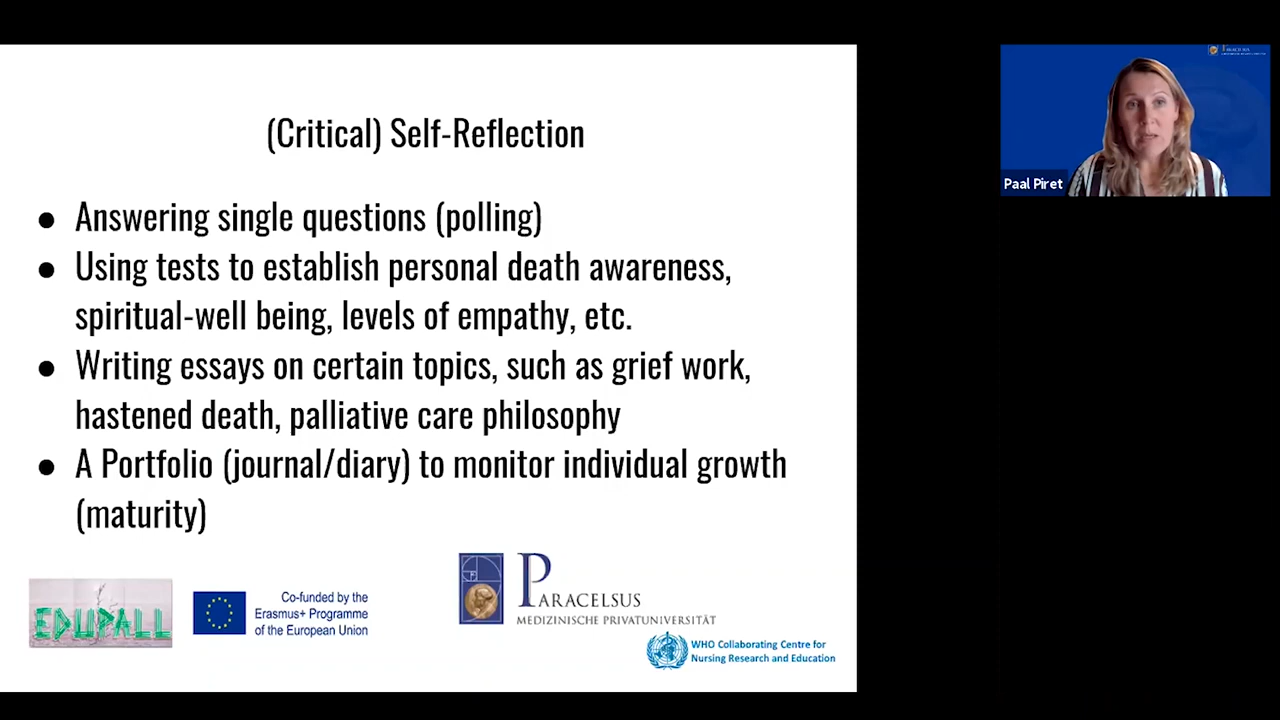 (Critical) Self-Reflection
● Answering single questions (polling)
● Using tests to establish personal death awareness,
spiritual-well being, levels of empathy, etc.
● Writing essays on certain topics, such as grief work,
hastened death, palliative care philosophy
● A Portfolio (journal/diary) to monitor individual growth
(maturity)
EDUPALL
Co-funded by the
Erasmus+ Programme
of the European Union
PARACELSUS
MEDIZINISCHE PRIVATUNIVERSITÄT
WHO Collaborating Centre for
Nursing Research and Education
Paal Piret